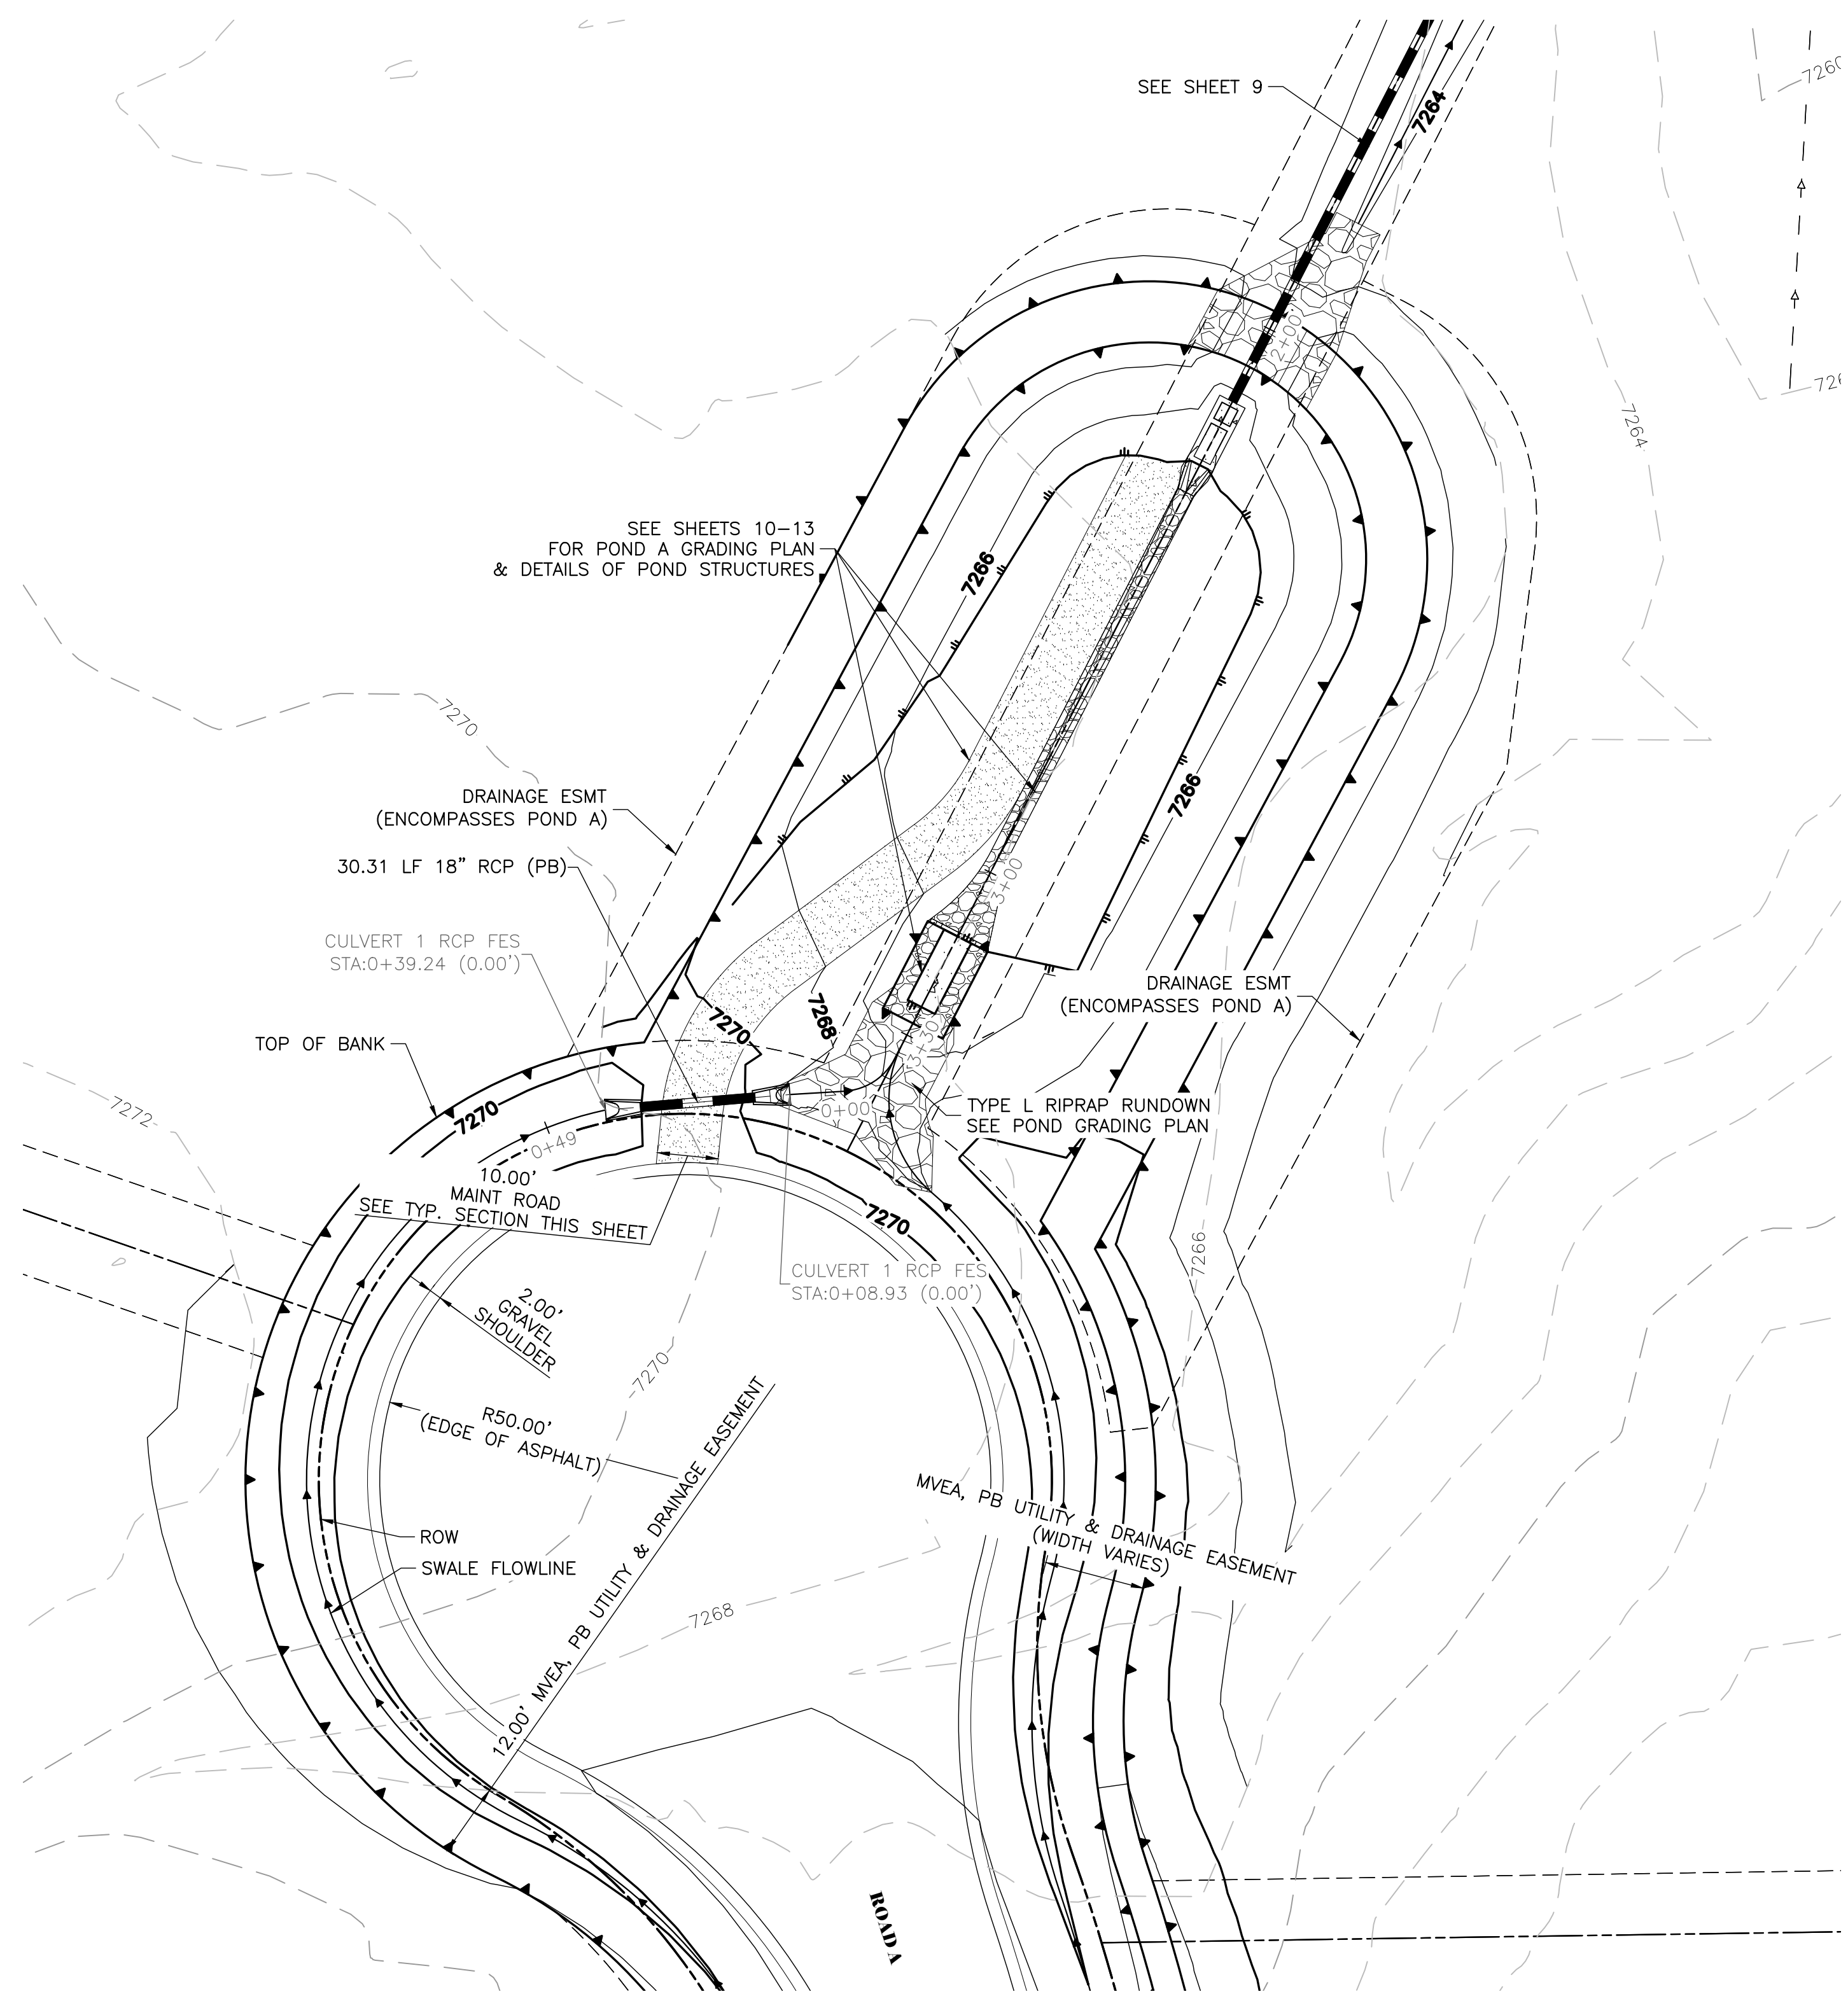 SEE SHEET 9
7264
7260
726
7264
SEE SHEETS 10-13
FOR POND A GRADING PLAN
& DETAILS OF POND STRUCTURES
2+00
7266
7270
7266
DRAINAGE ESMT
(ENCOMPASSES POND A)
30.31 LF 18" RCP (PB)
3+00
CULVERT 1 RCP FES
STA:0+39.24 (0.00')
DRAINAGE ESMT
(ENCOMPASSES POND A)
7268
7270
TOP OF BANK
3+30
7272
7270
0+00
TYPE L RIPRAP RUNDOWN
SEE POND GRADING PLAN
0+49
10.00'
MAINT ROAD
SEE TYP. SECTION THIS SHEET
7270
7266
CULVERT 1 RCP FES
STA:0+08.93 (0.00')
2.00'
GRAVEL
SHOULDER
7270
R50.00'
(EDGE OF ASPHALT)
12.00' MVEA, PB UTILITY & DRAINAGE EASEMENT
MVEA, PB UTILITY & DRAINAGE EASEMENT
(WIDTH VARIES)
ROW
SWALE FLOWLINE
7268
ROAD A